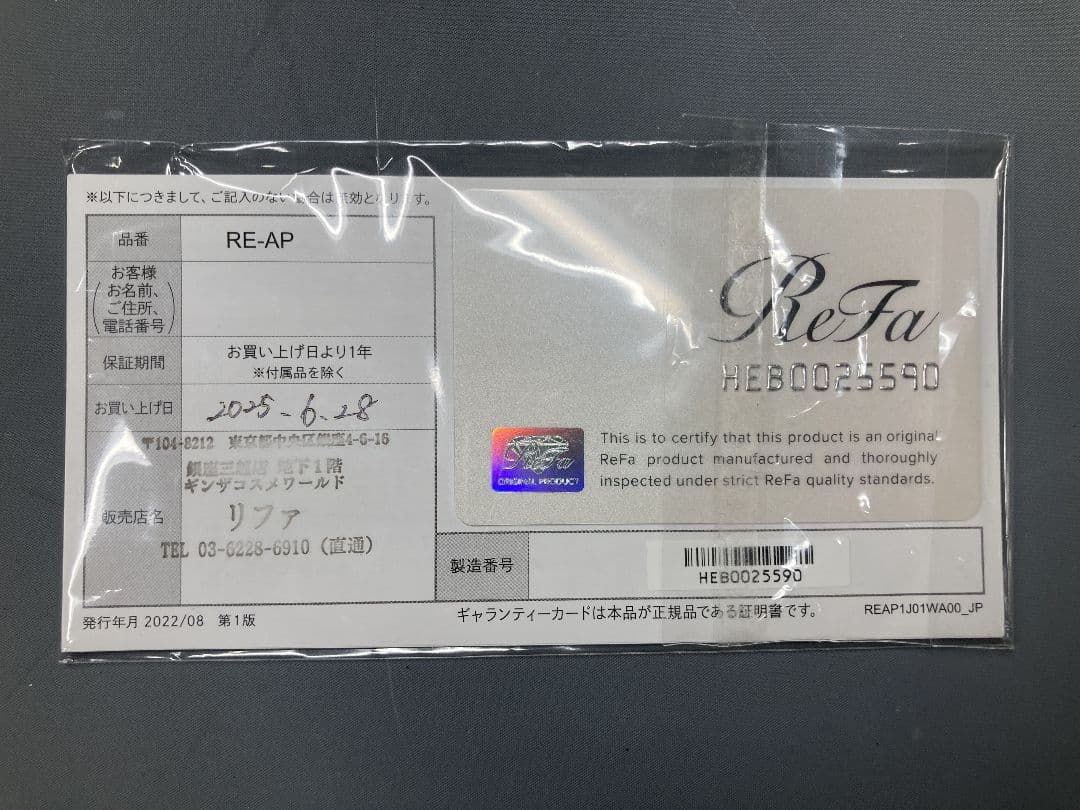 ※以下につきまして、ご記入のない場合は無効となります。
品番 RE-AP
お客様
(お名前、
ご住所、
電話番号)
保証期間 お買い上げ日より1年
※付属品を除く
お買い上げ日 2025-6.28
〒104-8212 東京都中央区銀座4-6-16
銀座三越店 地下1階
ギンザコスメワールド
販売店名 リファ
TEL 03-6228-6910 (直通)
発行年月 2022/08 第1版
ReFa
HEB0025590
ReFa
ORIGINAL PRODUCT
This is to certify that this product is an original
ReFa product manufactured and thoroughly
inspected under strict ReFa quality standards.
製造番号 HEB0025590
ギャランティーカードは本品が正規品である証明書です。
REAP1J01WA00_JP